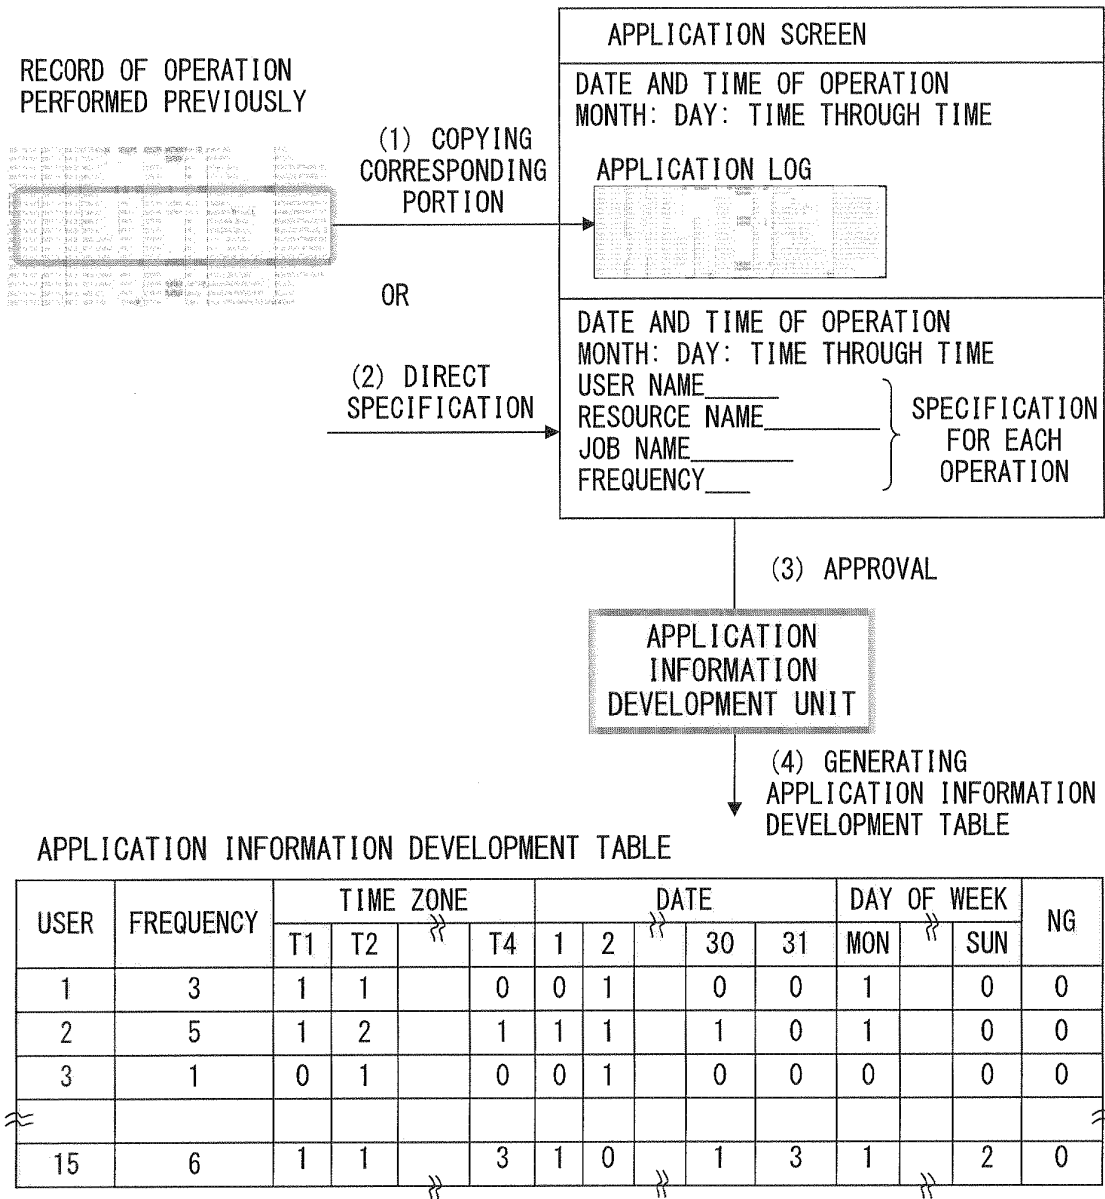 RECORD OF OPERATION
PERFORMED PREVIOUSLY
(1) COPYING
CORRESPONDING
PORTION
OR
(2) DIRECT
SPECIFICATION
APPLICATION SCREEN
DATE AND TIME OF OPERATION
MONTH: DAY: TIME THROUGH TIME
APPLICATION LOG
DATE AND TIME OF OPERATION
MONTH: DAY: TIME THROUGH TIME
USER NAME
RESOURCE NAME
JOB NAME
FREQUENCY
SPECIFICATION
FOR EACH
OPERATION
(3) APPROVAL
APPLICATION
INFORMATION
DEVELOPMENT UNIT
(4) GENERATING
APPLICATION INFORMATION
DEVELOPMENT TABLE
APPLICATION INFORMATION DEVELOPMENT TABLE
USER FREQUENCY TIME ZONE DATE DAY OF WEEK NG
T1 T2 T4 1 2 30 31 MON SUN
1 3 1 1 0 0 1 0 0 1 0 0
2 5 1 2 1 1 1 1 0 1 0 0
3 1 0 1 0 0 1 0 0 0 0 0
15 6 1 1 3 1 0 1 3 1 2 0